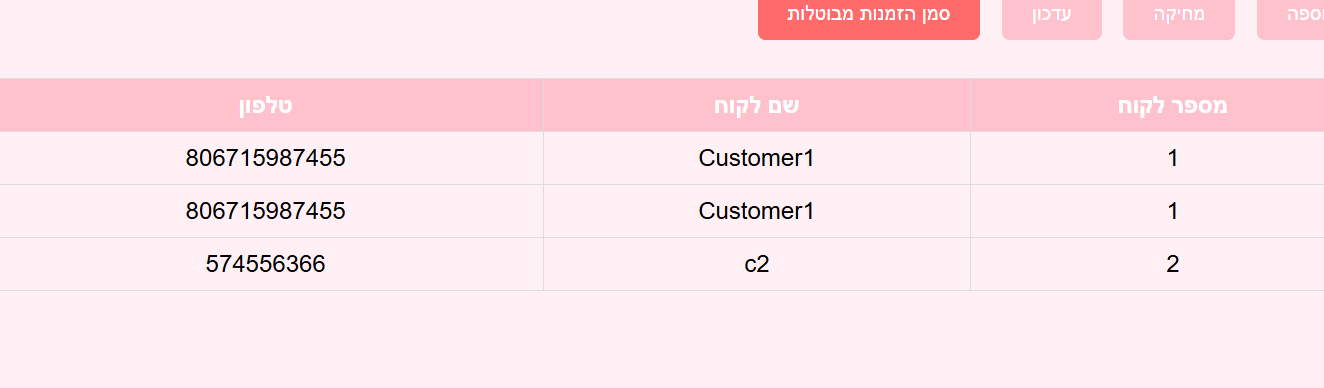 מחיקה עדכון סמן הזמנות מבוטלות
מספר לקוח שם לקוח טלפון
1 Customer1 806715987455
1 Customer1 806715987455
2 c2 574556366